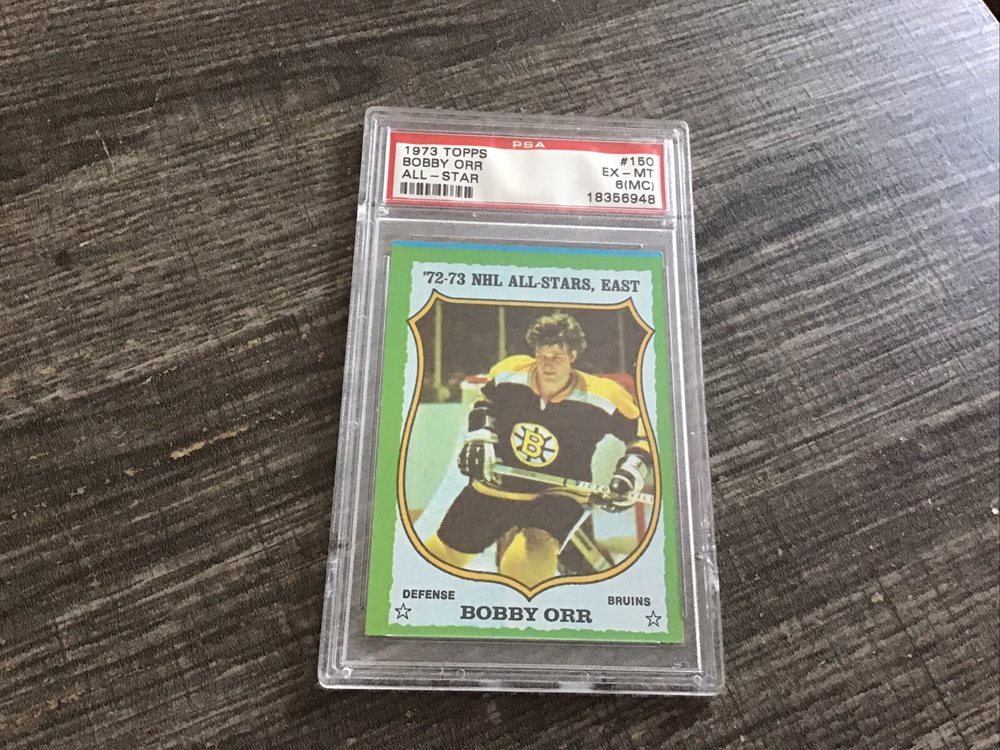 PSA
1973 TOPPS #150
BOBBY ORR EX - MT
ALL - STAR 6(MC)
18356948
'72-73 NHL ALL-STARS, EAST
B
DEFENSE BRUINS
BOBBY ORR